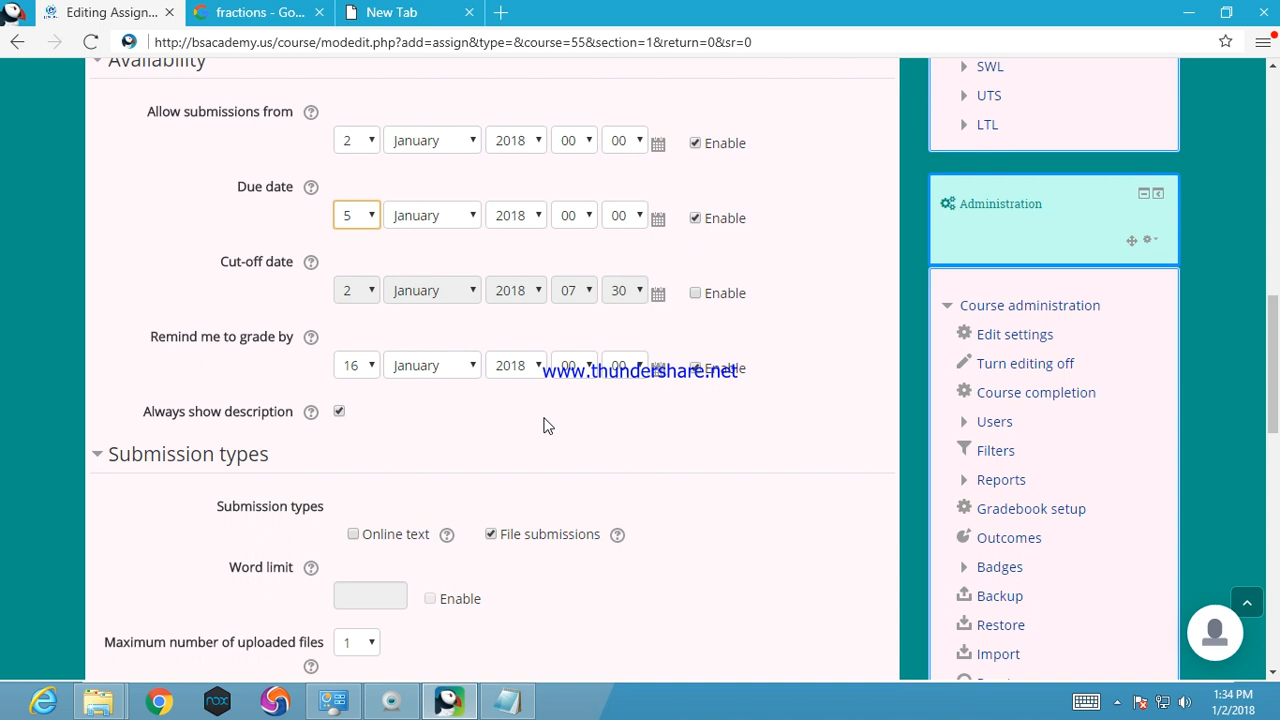 Editing Assign...
fractions - Go...
New Tab
http://bsacademy.us/course/modedit.php?add=assign&type=&course=55&section=1&return=0&sr=0
Availability
Allow submissions from
2 January 2018 00 00 Enable
Due date
5 January 2018 00 00 Enable
Cut-off date
2 January 2018 07 30 Enable
Remind me to grade by
16 January 2018 00 00 Enable
www.thundershare.net
Always show description
Submission types
Submission types
Online text File submissions
Word limit
Enable
Maximum number of uploaded files
1
SWL
UTS
LTL
Administration
Course administration
Edit settings
Turn editing off
Course completion
Users
Filters
Reports
Gradebook setup
Outcomes
Badges
Backup
Restore
Import
nox
1:34 PM
1/2/2018